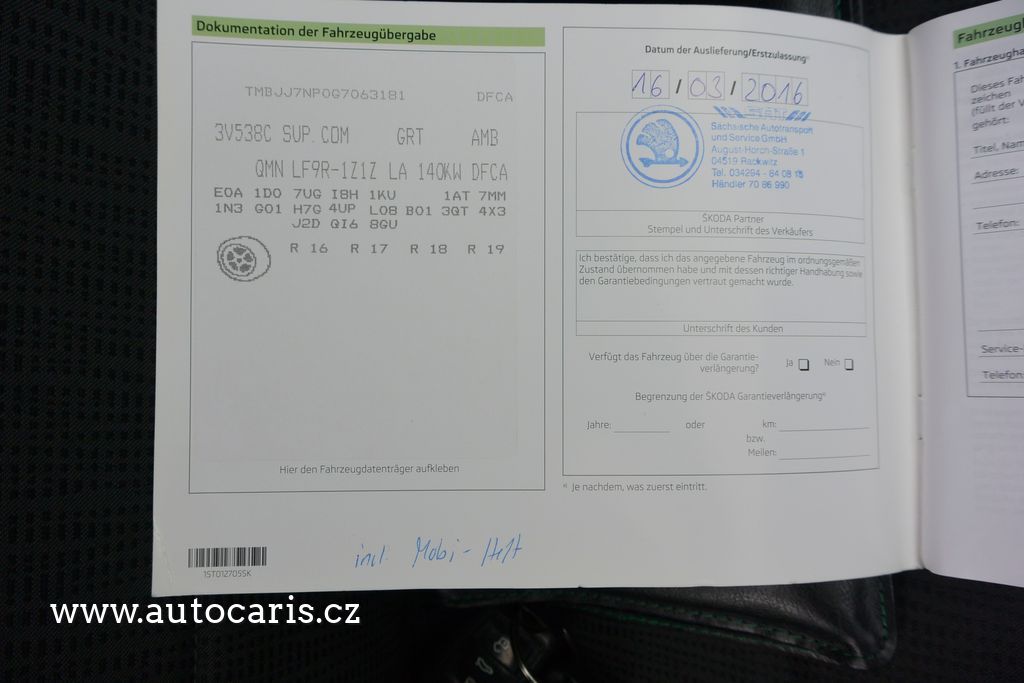 Dokumentation der Fahrzeugübergabe
TMBJJ7NP0G7063181 DFCA
3V538C SUP.COM GRT AMB
QMN LF9R-1Z1Z LA 140KW DFCA
E0A 1D0 7UG I8H 1KU 1AT 7MM
1N3 G01 H7G 4UP L08 B01 3QT 4X3
J2D QI6 8GU
R 16 R 17 R 18 R 19
Hier den Fahrzeugdatenträger aufkleben
15T012705SK
incl. Mobi-Heft
Datum der Auslieferung/Erstzulassung
16 / 03 / 2016
Sächsische Autotransport
und Service GmbH
August-Horch-Straße 1
04519 Rackwitz
Tel. 034294 - 84 08 15
Händler 70 86 990
ŠKODA Partner
Stempel und Unterschrift des Verkäufers
Ich bestätige, dass ich das angegebene Fahrzeug im ordnungsgemäßen
Zustand übernommen habe und mit dessen richtiger Handhabung sowie
den Garantiebedingungen vertraut gemacht wurde.
Unterschrift des Kunden
Verfügt das Fahrzeug über die Garantie-
verlängerung? Ja Nein
Begrenzung der ŠKODA Garantieverlängerung
Jahre: oder km:
bzw.
Meilen:
Je nachdem, was zuerst eintritt.
1. Fahrzeugha
Dieses Fah
zeichen
(füllt der V
gehört:
Titel, Nam
Adresse:
Telefon:
Service-
Telefon:
www.autocaris.cz